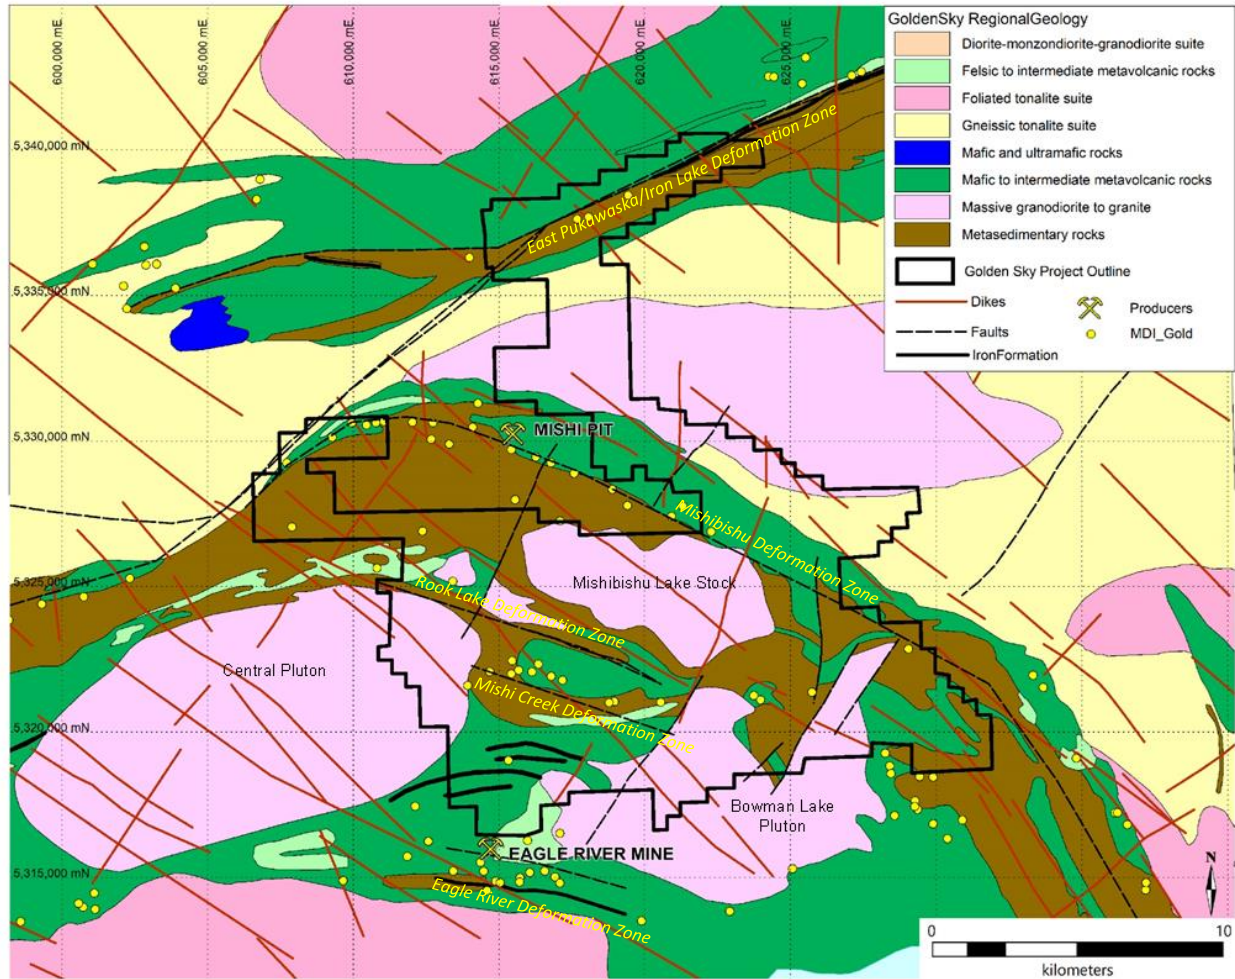 600,000 mE
605,000 mE
610,000 mE
615,000 mE
620,000 mE
625,000 mE
GoldenSky RegionalGeology
Diorite-monzondiorite-granodiorite suite
Felsic to intermediate metavolcanic rocks
Foliated tonalite suite
Gneissic tonalite suite
Mafic and ultramafic rocks
Mafic to intermediate metavolcanic rocks
Massive granodiorite to granite
Metasedimentary rocks
Golden Sky Project Outline
Dikes
Producers
Faults
MDI_Gold
IronFormation
5,340,000 mN
East Pukawaska/Iron Lake Deformation Zone
5,335,000 mN
5,330,000 mN
MISHI PIT
Mishibishu Deformation Zone
5,325,000 mN
Mishibishu Lake Stock
Rook Lake Deformation Zone
Central Pluton
Mishi Creek Deformation Zone
5,320,000 mN
Bowman Lake
Pluton
EAGLE RIVER MINE
5,315,000 mN
Eagle River Deformation Zone
N
0 10
kilometers